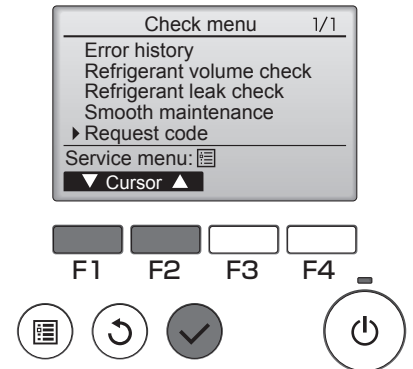 Check menu 1/1
Error history
Refrigerant volume check
Refrigerant leak check
Smooth maintenance
Request code
Service menu:
▼ Cursor ▲
F1 F2 F3 F4